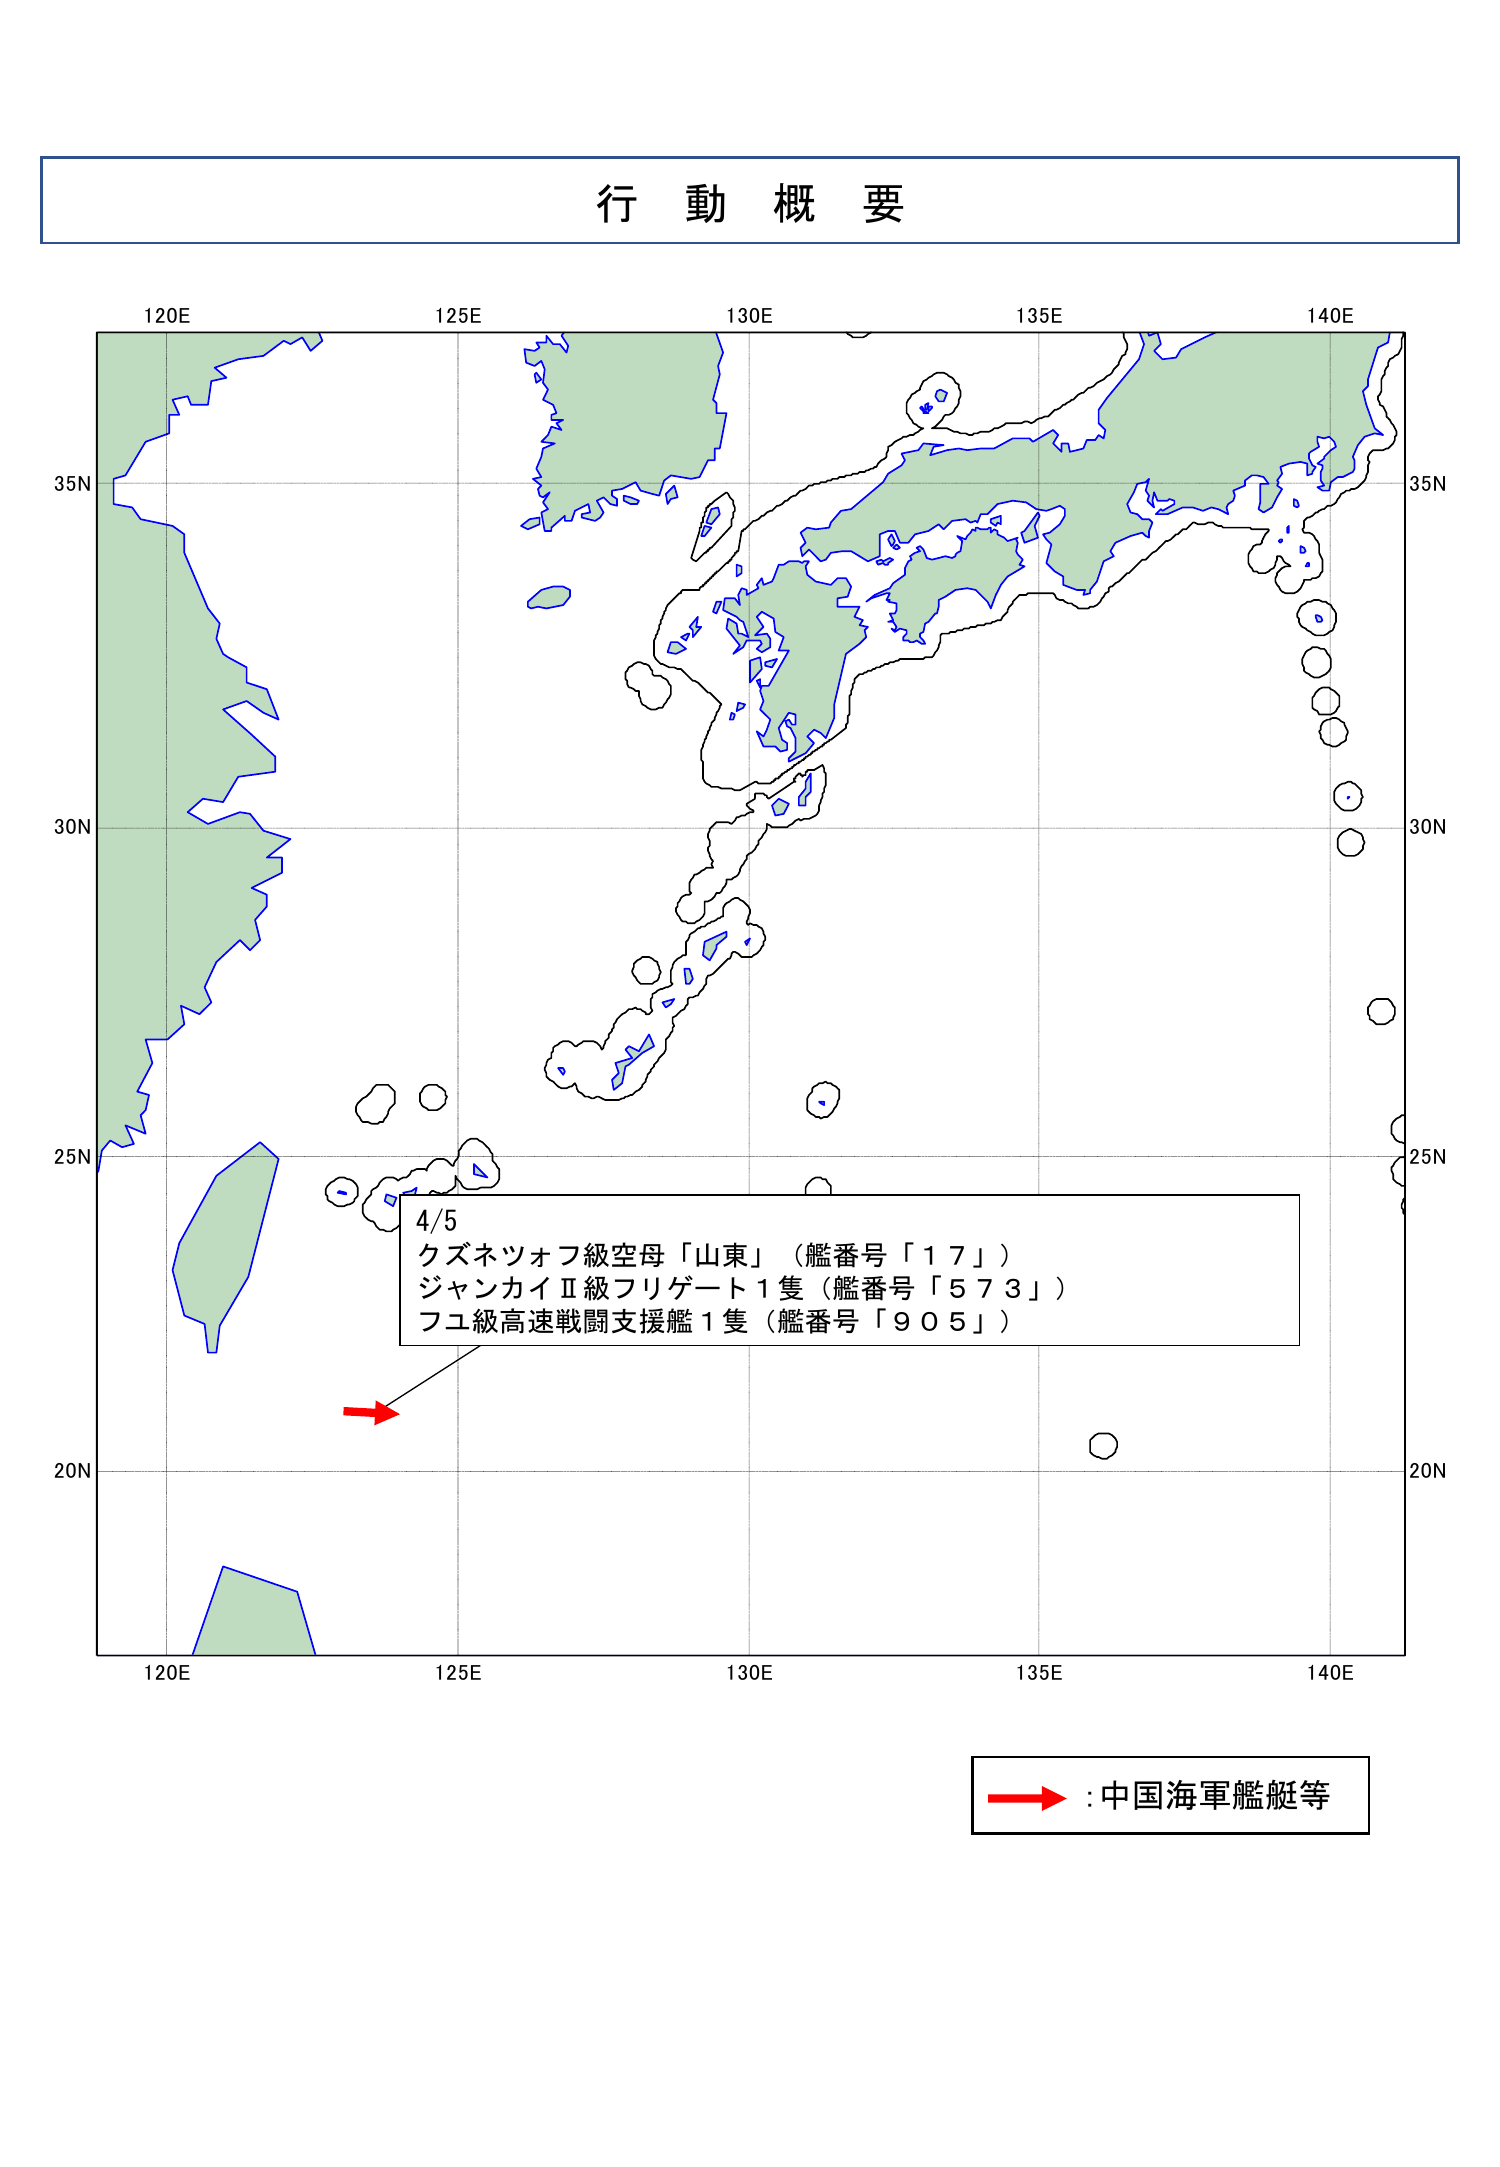 行 動 概 要
120E 125E 130E 135E 140E
35N 35N
30N 30N
25N 25N
4/5
クズネツォフ級空母「山東」（艦番号「１７」）
ジャンカイⅡ級フリゲート１隻（艦番号「５７３」）
フユ級高速戦闘支援艦１隻（艦番号「９０５」）
20N 20N
120E 125E 130E 135E 140E
：中国海軍艦艇等